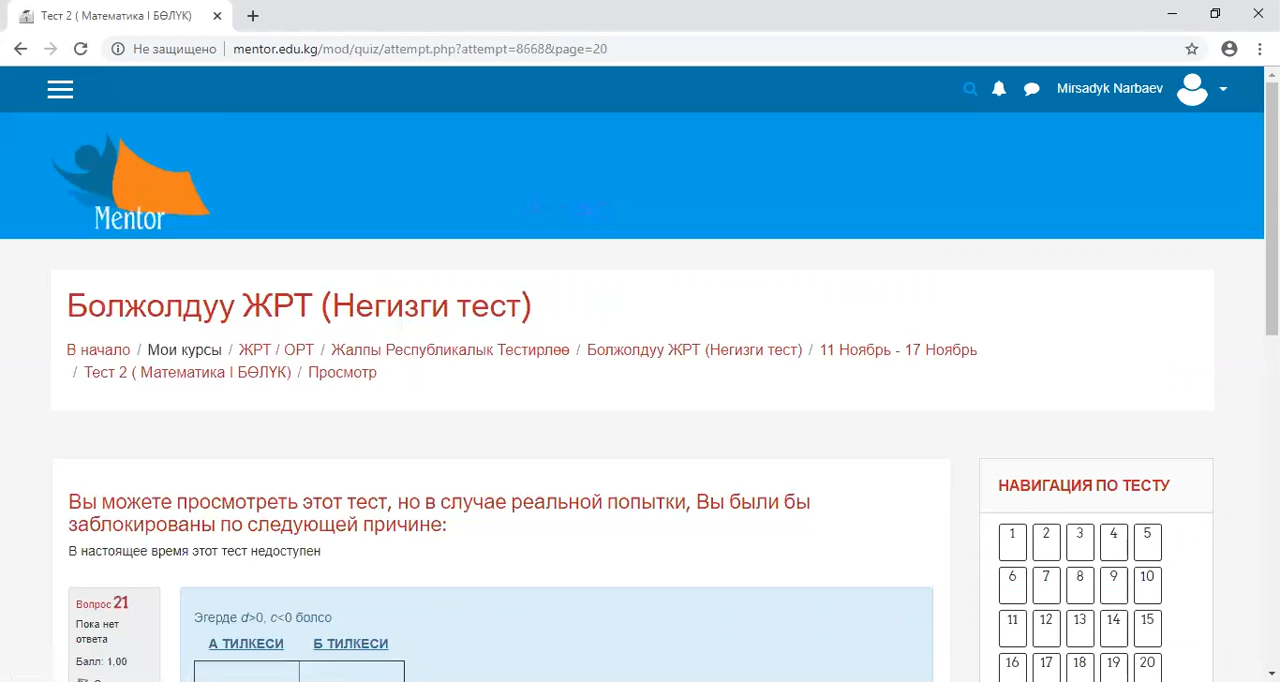 Тест 2 ( Математика I БӨЛҮК)
Не защищено
mentor.edu.kg/mod/quiz/attempt.php?attempt=8668&page=20
Mirsadyk Narbaev
Mentor
Болжолдуу ЖРТ (Негизги тест)
В начало / Мои курсы / ЖРТ / ОРТ / Жалпы Республикалык Тестирлөө / Болжолдуу ЖРТ (Негизги тест) / 11 Ноябрь - 17 Ноябрь
/ Тест 2 ( Математика I БӨЛҮК) / Просмотр
Вы можете просмотреть этот тест, но в случае реальной попытки, Вы были бы
заблокированы по следующей причине:
В настоящее время этот тест недоступен
Вопрос 21
Пока нет
ответа
Балл: 1,00
Эгерде d>0, c<0 болсо
А ТИЛКЕСИ Б ТИЛКЕСИ
НАВИГАЦИЯ ПО ТЕСТУ
1 2 3 4 5
6 7 8 9 10
11 12 13 14 15
16 17 18 19 20